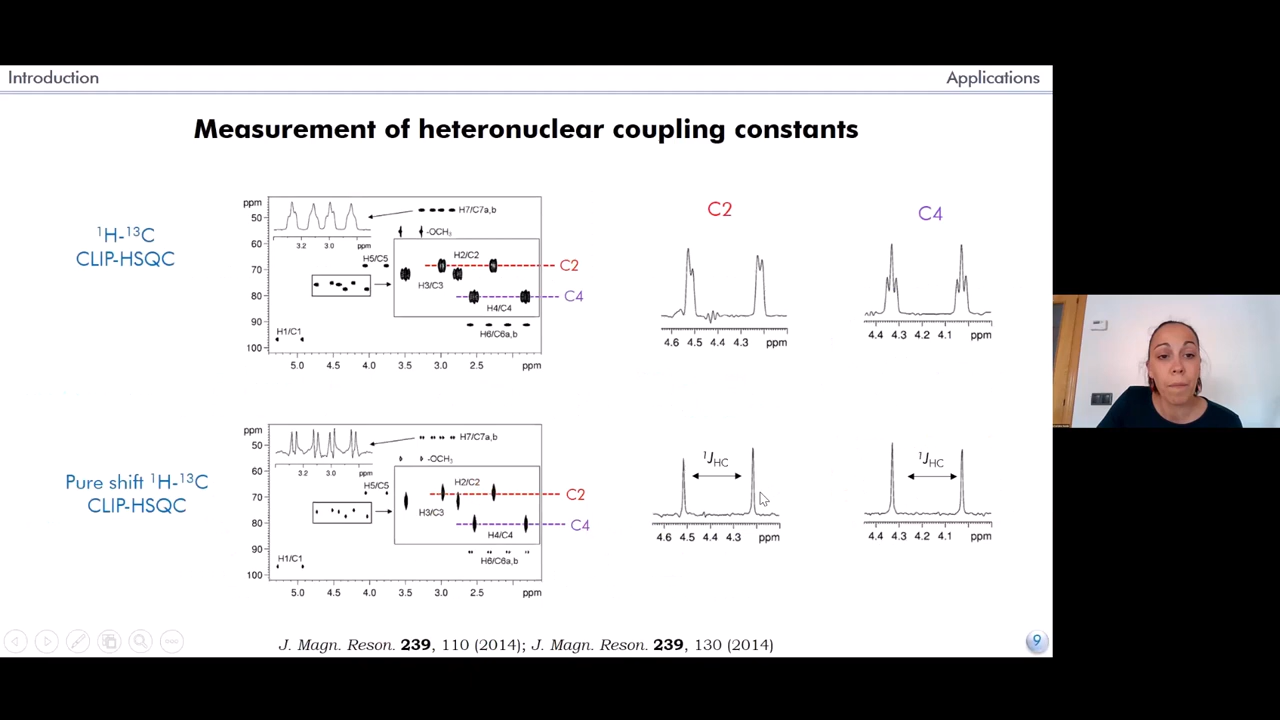 Introduction
Applications
Measurement of heteronuclear coupling constants
¹H-¹³C
CLIP-HSQC
ppm
50
60
70
80
90
100
H7/C7a,b
3.2 3.0 ppm
-OCH₃
H5/C5
H2/C2
H3/C3
H4/C4
H6/C6a,b
H1/C1
5.0 4.5 4.0 3.5 3.0 2.5 ppm
C2
C4
C2
4.6 4.5 4.4 4.3 ppm
C4
4.4 4.3 4.2 4.1 ppm
Pure shift ¹H-¹³C
CLIP-HSQC
ppm
50
60
70
80
90
100
H7/C7a,b
3.2 3.0 ppm
-OCH₃
H5/C5
H2/C2
H3/C3
H4/C4
H6/C6a,b
H1/C1
5.0 4.5 4.0 3.5 3.0 2.5 ppm
C2
C4
¹JHC
4.6 4.5 4.4 4.3 ppm
¹JHC
4.4 4.3 4.2 4.1 ppm
J. Magn. Reson. 239, 110 (2014); J. Magn. Reson. 239, 130 (2014)
9